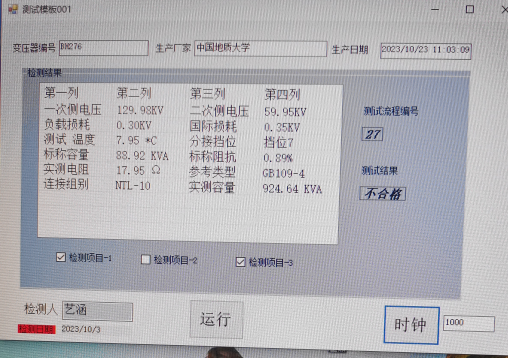 测试模板001
变压器编号 BH276 生产厂家 中国地质大学 生产日期 2023/10/23 11:03:09
检测结果
第一列 第二列 第三列 第四列
一次侧电压 129.98KV 二次侧电压 59.95KV
负载损耗 0.30KV 国际损耗 0.35KV
测试 温度 7.95 *C 分接挡位 挡位7
标称容量 88.92 KVA 标称阻抗 0.89%
实测电阻 17.95 Ω 参考类型 GB109-4
连接组别 NTL-10 实测容量 924.64 KVA
测试流程编号
27
测试结果
不合格
检测项目-1 检测项目-2 检测项目-3
检测人 艺涵 运行 时钟 1000
检测日期 2023/10/3